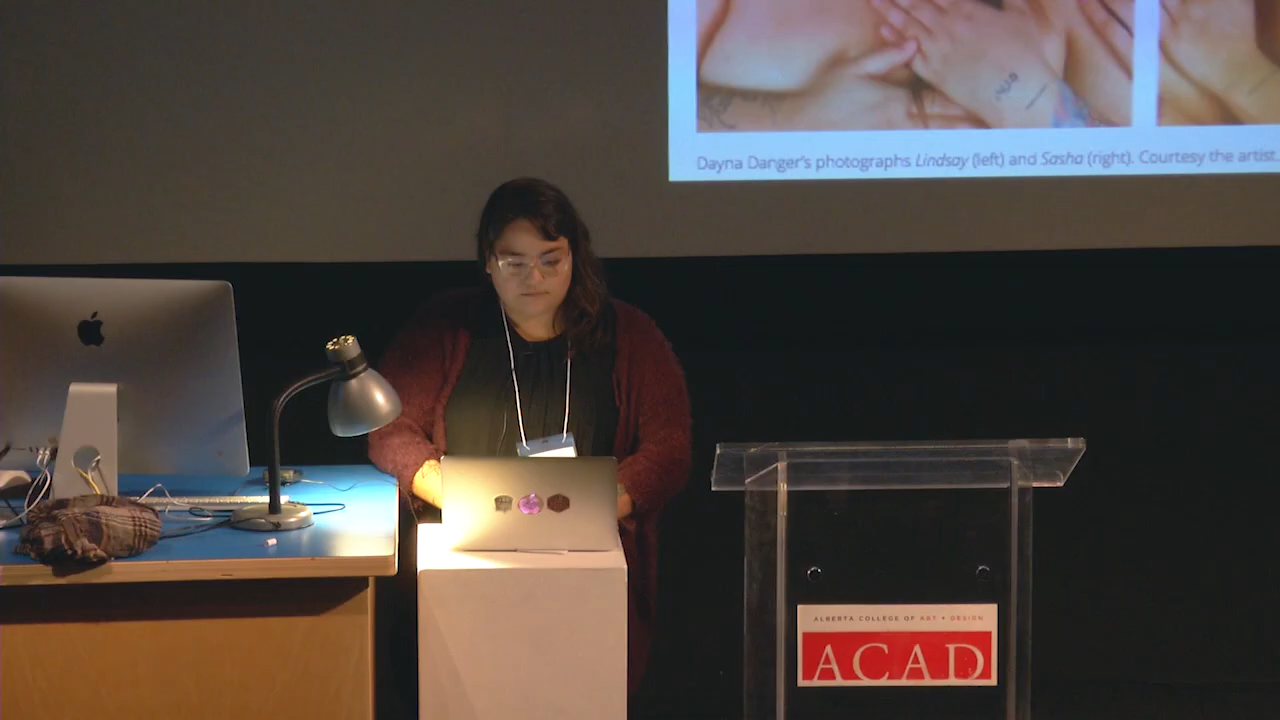 Dayna Danger's photographs Lindsay (left) and Sasha (right). Courtesy the artist.
ALBERTA COLLEGE OF ART + DESIGN
ACAD